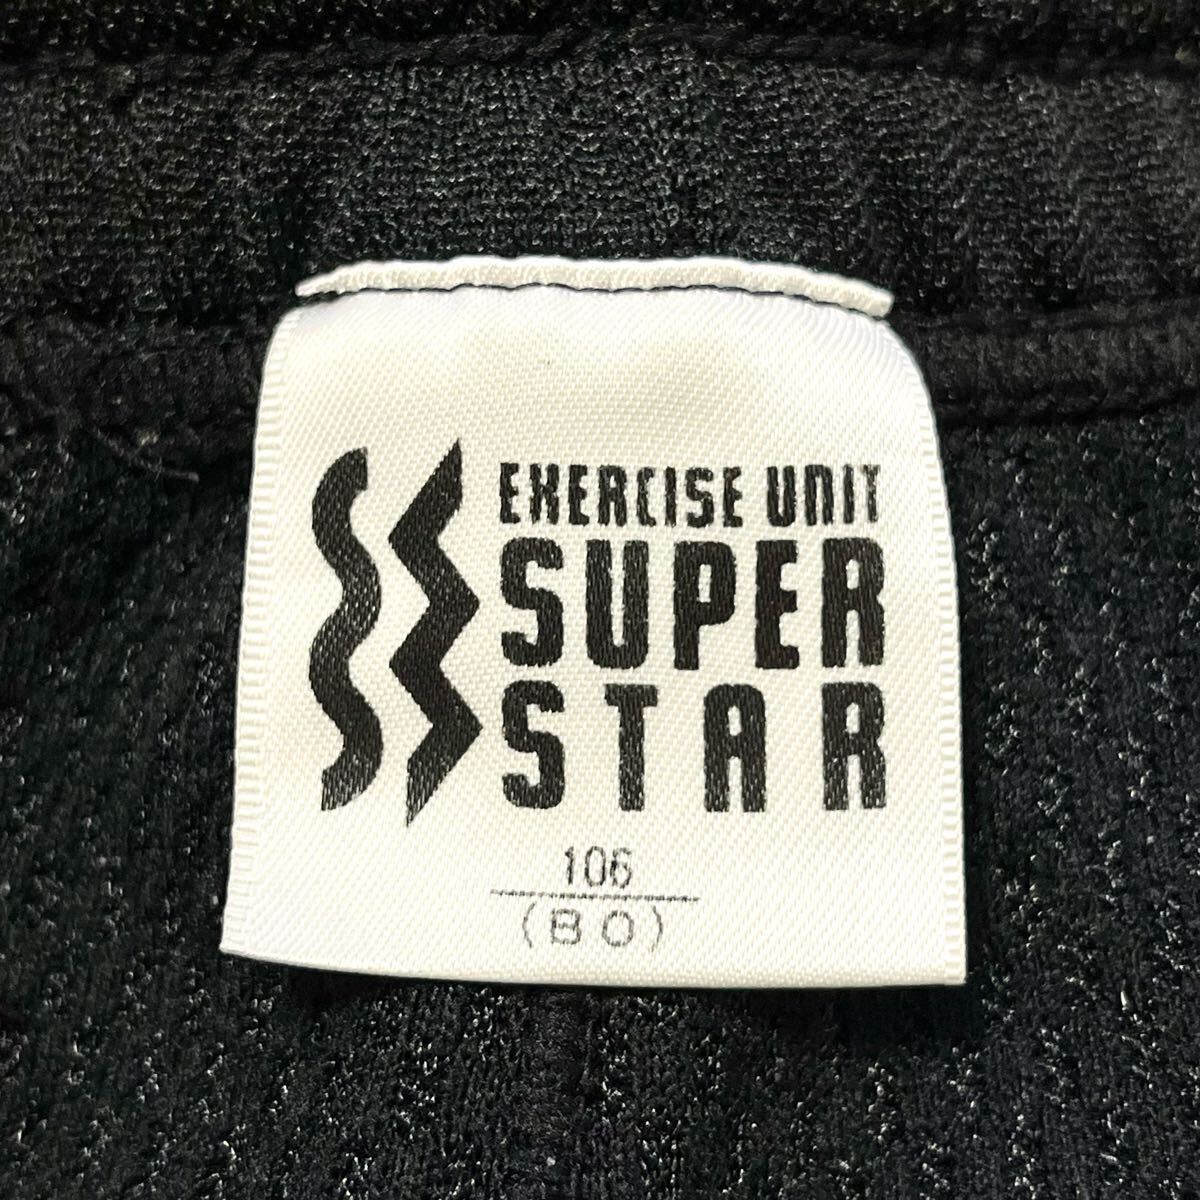 EXERCISE UNIT
SUPER
STAR
106
(BO)